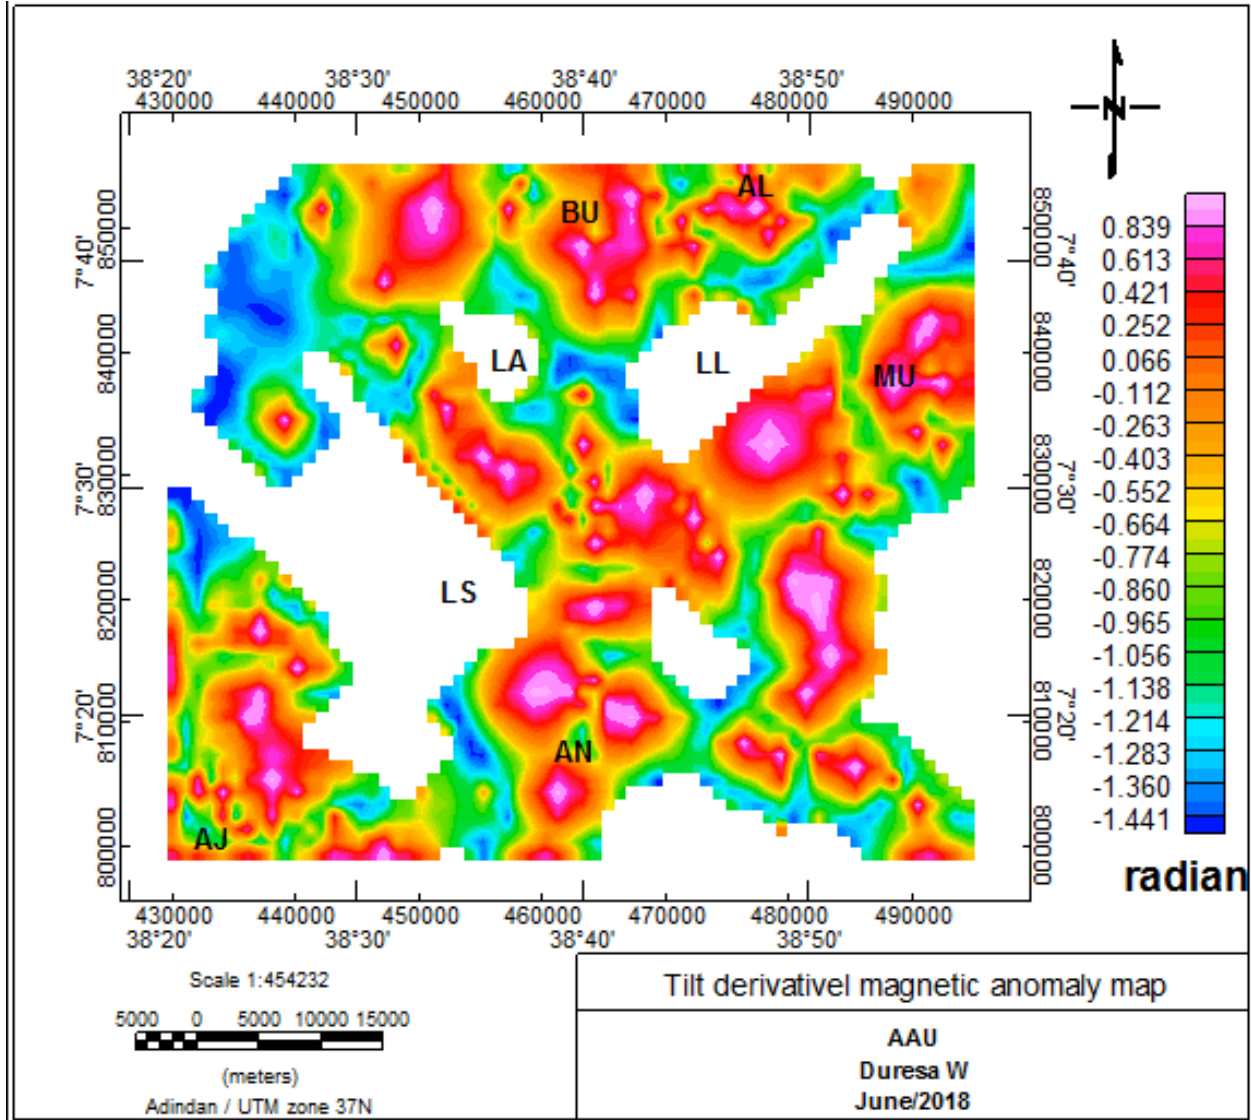 38°20' 38°30' 38°40' 38°50'
430000 440000 450000 460000 470000 480000 490000
N
850000
7°40'
840000
830000
7°30'
820000
7°20'
810000
800000
BU
AL
LA
LL
MU
LS
AN
AJ
850000
7°40'
840000
830000
7°30'
820000
7°20'
810000
800000
0.839
0.613
0.421
0.252
0.066
-0.112
-0.263
-0.403
-0.552
-0.664
-0.774
-0.860
-0.965
-1.056
-1.138
-1.214
-1.283
-1.360
-1.441
radian
430000 440000 450000 460000 470000 480000 490000
38°20' 38°30' 38°40' 38°50'
Scale 1:454232
5000 0 5000 10000 15000
(meters)
Adindan / UTM zone 37N
Tilt derivativel magnetic anomaly map
AAU
Duresa W
June/2018